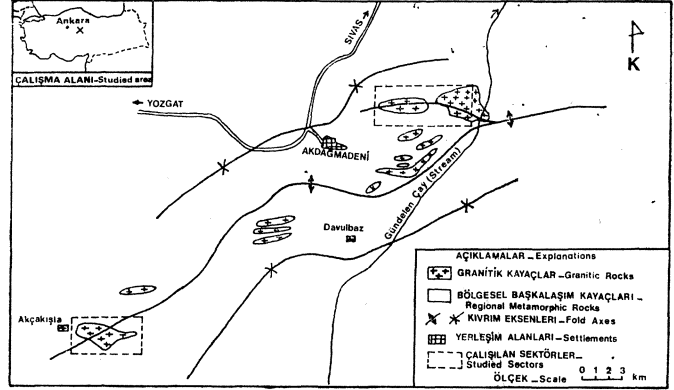 Ankara
ÇALIŞMA ALANI-Studied area
SIVAS
K
← YOZGAT
AKDAĞMADENİ
Gündelen Çay (Stream)
Davulbaz
Akçakışla
AÇIKLAMALAR - Explanations
GRANİTİK KAYAÇLAR - Granitic Rocks
BÖLGESEL BAŞKALAŞIM KAYAÇLARI -
Regional Metamorphic Rocks
KIVRIM EKSENLERİ - Fold Axes
YERLEŞİM ALANLARI - Settlements
ÇALIŞILAN SEKTÖRLER -
Studied Sectors
ÖLÇEK - Scale 0 1 2 3 km